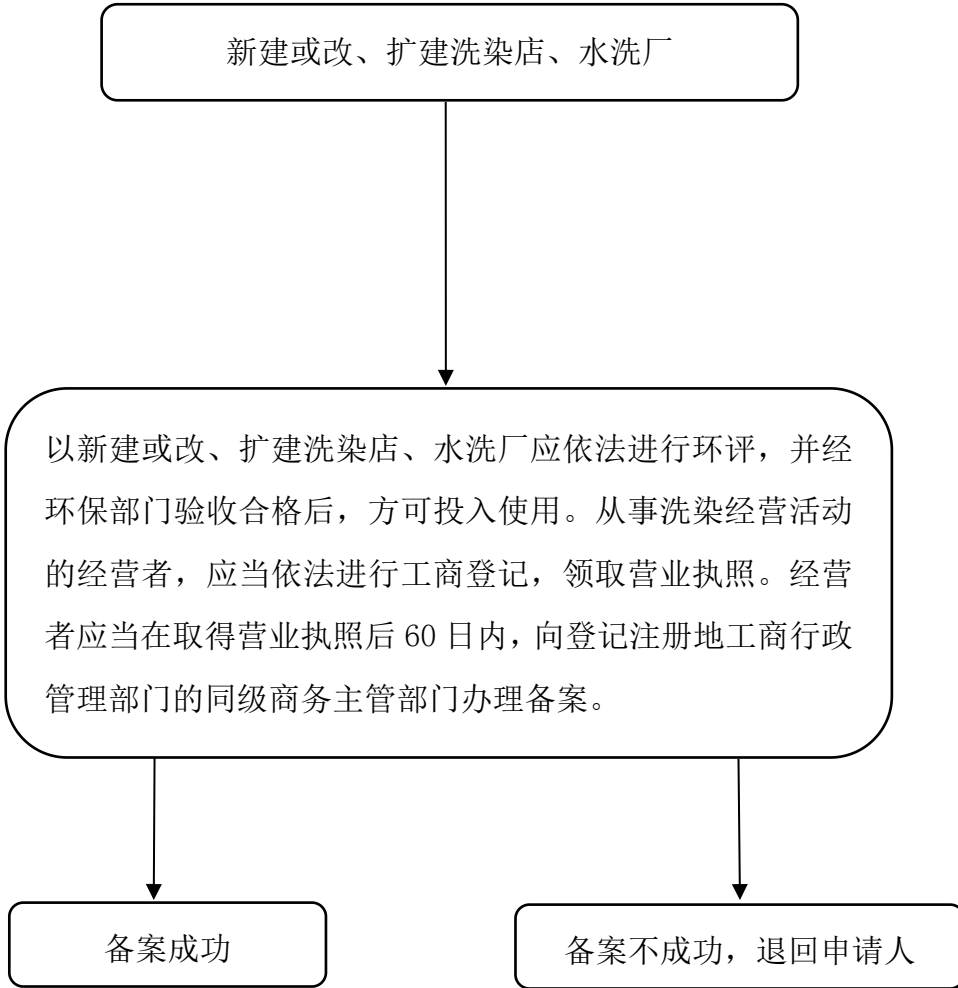 新建或改、扩建洗染店、水洗厂
以新建或改、扩建洗染店、水洗厂应依法进行环评，并经
环保部门验收合格后，方可投入使用。从事洗染经营活动
的经营者，应当依法进行工商登记，领取营业执照。经营
者应当在取得营业执照后 60 日内，向登记注册地工商行政
管理部门的同级商务主管部门办理备案。
备案成功
备案不成功，退回申请人